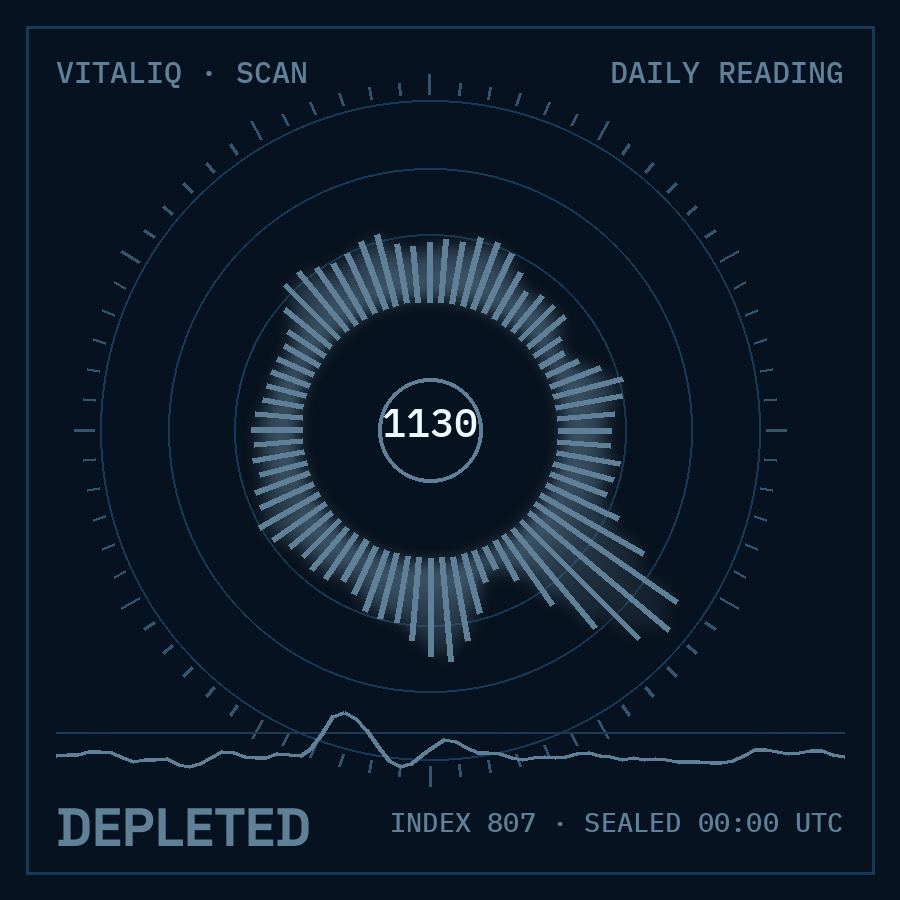 VITALIQ · SCAN
DAILY READING
1130
DEPLETED
INDEX 807 · SEALED 00:00 UTC